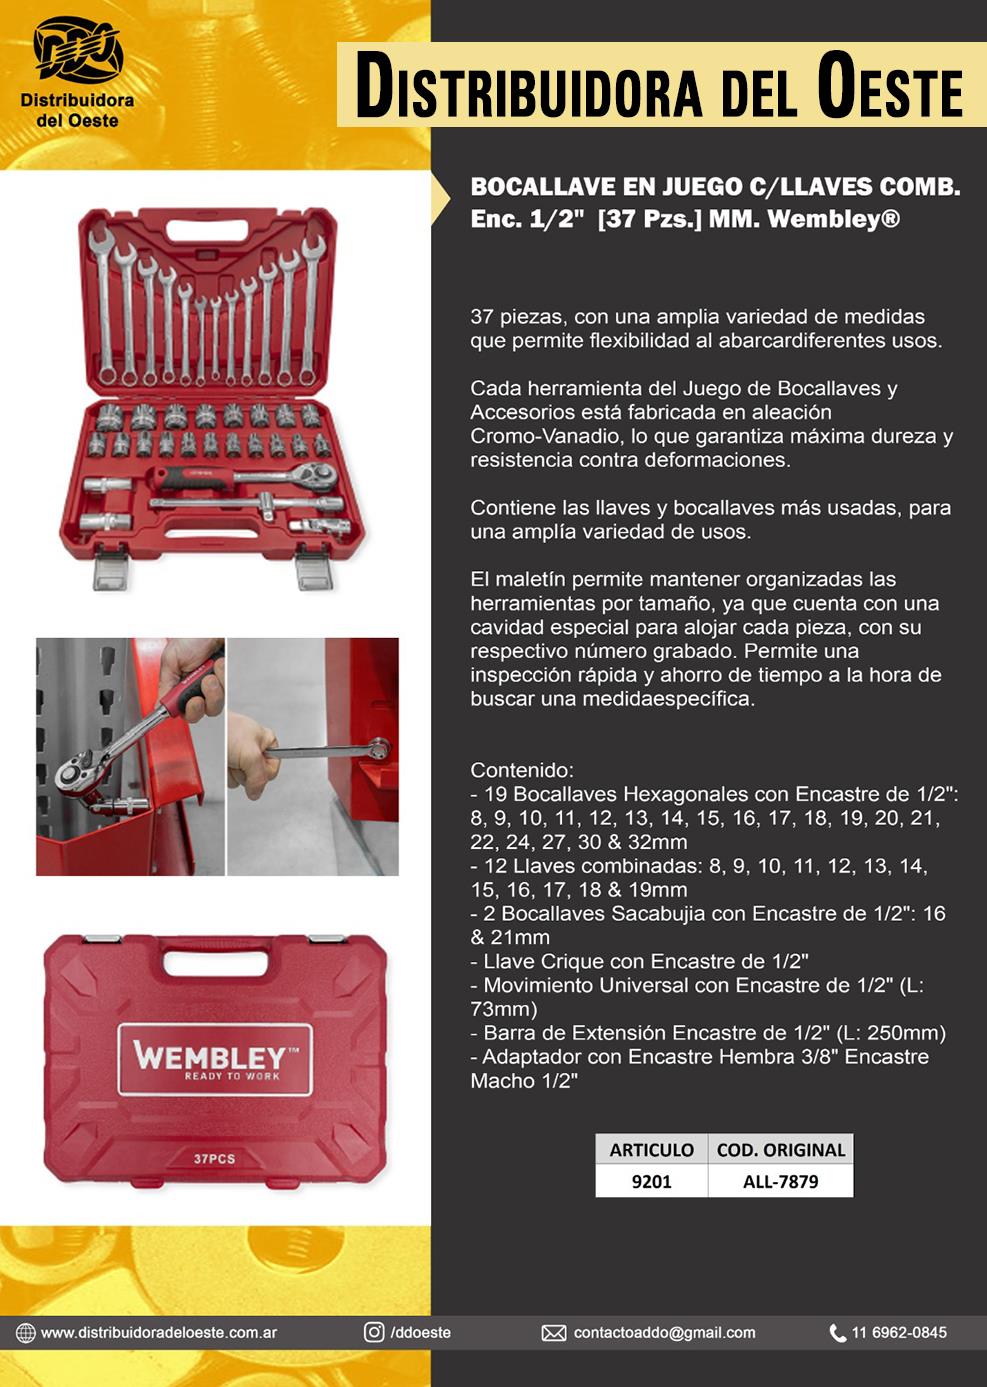 Distribuidora
del Oeste
DISTRIBUIDORA DEL OESTE
BOCALLAVE EN JUEGO C/LLAVES COMB.
Enc. 1/2" [37 Pzs.] MM. Wembley®
37 piezas, con una amplia variedad de medidas
que permite flexibilidad al abarcardiferentes usos.
Cada herramienta del Juego de Bocallaves y
Accesorios está fabricada en aleación
Cromo-Vanadio, lo que garantiza máxima dureza y
resistencia contra deformaciones.
Contiene las llaves y bocallaves más usadas, para
una amplía variedad de usos.
El maletín permite mantener organizadas las
herramientas por tamaño, ya que cuenta con una
cavidad especial para alojar cada pieza, con su
respectivo número grabado. Permite una
inspección rápida y ahorro de tiempo a la hora de
buscar una medidaespecífica.
Contenido:
- 19 Bocallaves Hexagonales con Encastre de 1/2":
8, 9, 10, 11, 12, 13, 14, 15, 16, 17, 18, 19, 20, 21,
22, 24, 27, 30 & 32mm
- 12 Llaves combinadas: 8, 9, 10, 11, 12, 13, 14,
15, 16, 17, 18 & 19mm
- 2 Bocallaves Sacabujia con Encastre de 1/2": 16
& 21mm
- Llave Crique con Encastre de 1/2"
- Movimiento Universal con Encastre de 1/2" (L:
73mm)
- Barra de Extensión Encastre de 1/2" (L: 250mm)
- Adaptador con Encastre Hembra 3/8" Encastre
Macho 1/2"
WEMBLEY
WEMBLEY™
READY TO WORK
37PCS
ARTICULO COD. ORIGINAL
9201 ALL-7879
www.distribuidoradeloeste.com.ar /ddoeste contactoaddo@gmail.com 11 6962-0845